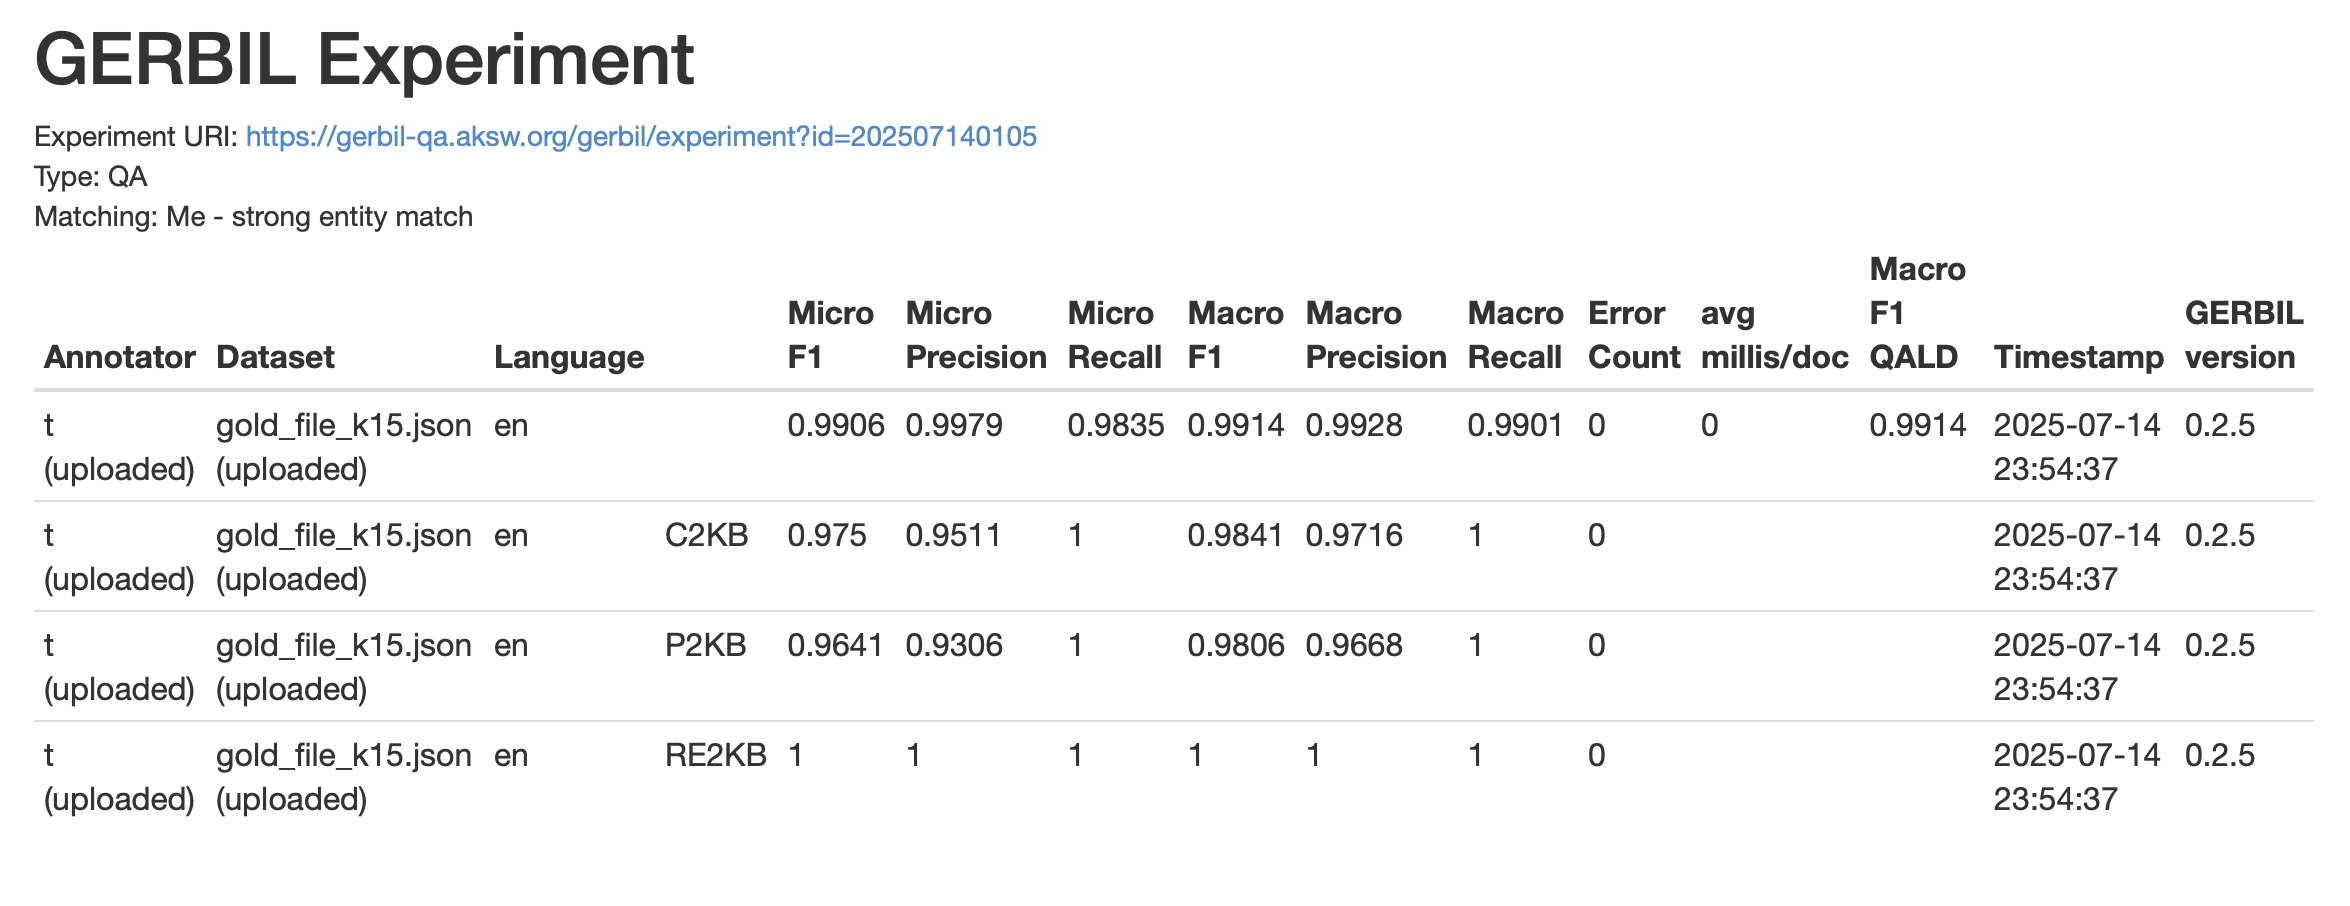 GERBIL Experiment
Experiment URI: https://gerbil-qa.aksw.org/gerbil/experiment?id=202507140105
Type: QA
Matching: Me - strong entity match
Macro
Micro Micro Micro Macro Macro Macro Error avg F1 GERBIL
Annotator Dataset Language F1 Precision Recall F1 Precision Recall Count millis/doc QALD Timestamp version
t gold_file_k15.json en 0.9906 0.9979 0.9835 0.9914 0.9928 0.9901 0 0 0.9914 2025-07-14 0.2.5
(uploaded) (uploaded) 23:54:37
t gold_file_k15.json en C2KB 0.975 0.9511 1 0.9841 0.9716 1 0 2025-07-14 0.2.5
(uploaded) (uploaded) 23:54:37
t gold_file_k15.json en P2KB 0.9641 0.9306 1 0.9806 0.9668 1 0 2025-07-14 0.2.5
(uploaded) (uploaded) 23:54:37
t gold_file_k15.json en RE2KB 1 1 1 1 1 1 0 2025-07-14 0.2.5
(uploaded) (uploaded) 23:54:37